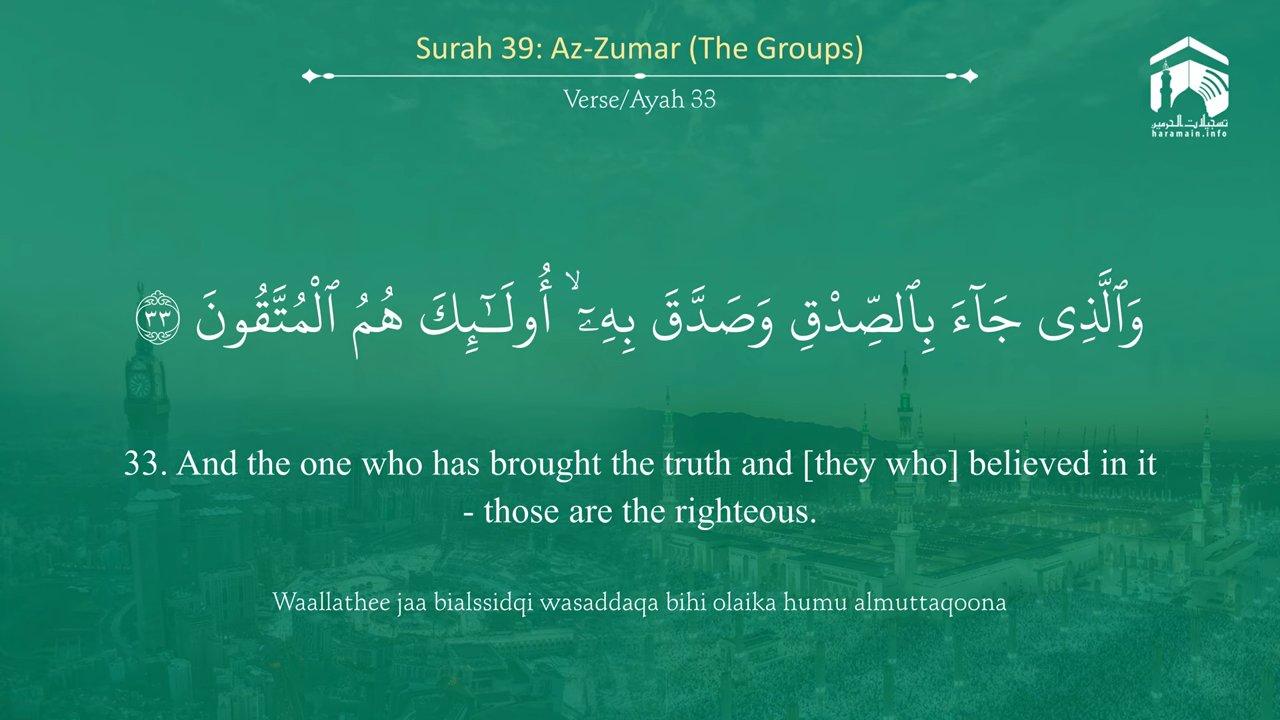 Surah 39: Az-Zumar (The Groups)
Verse/Ayah 33
تسجيلات الحرمين
haramain.info
وَٱلَّذِى جَآءَ بِٱلصِّدْقِ وَصَدَّقَ بِهِۦٓ ۙ أُو۟لَـٰٓئِكَ هُمُ ٱلْمُتَّقُونَ ٣٣
33. And the one who has brought the truth and [they who] believed in it
- those are the righteous.
Waallathee jaa bialssidqi wasaddaqa bihi olaika humu almuttaqoona